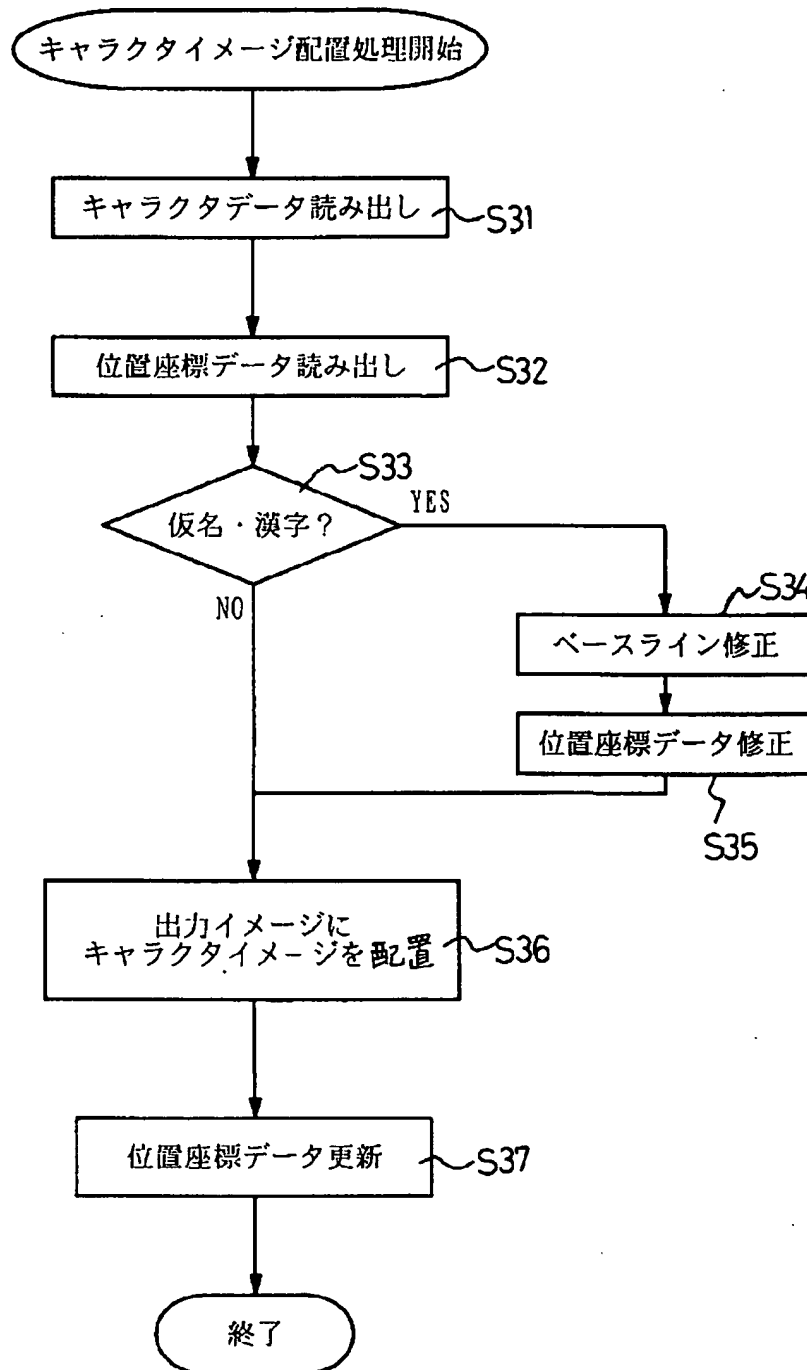 キャラクタイメージ配置処理開始
キャラクタデータ読み出し
S31
位置座標データ読み出し
S32
S33
仮名・漢字？
YES
NO
S34
ベースライン修正
位置座標データ修正
S35
出力イメージに
キャラクタイメージを配置
S36
位置座標データ更新
S37
終了